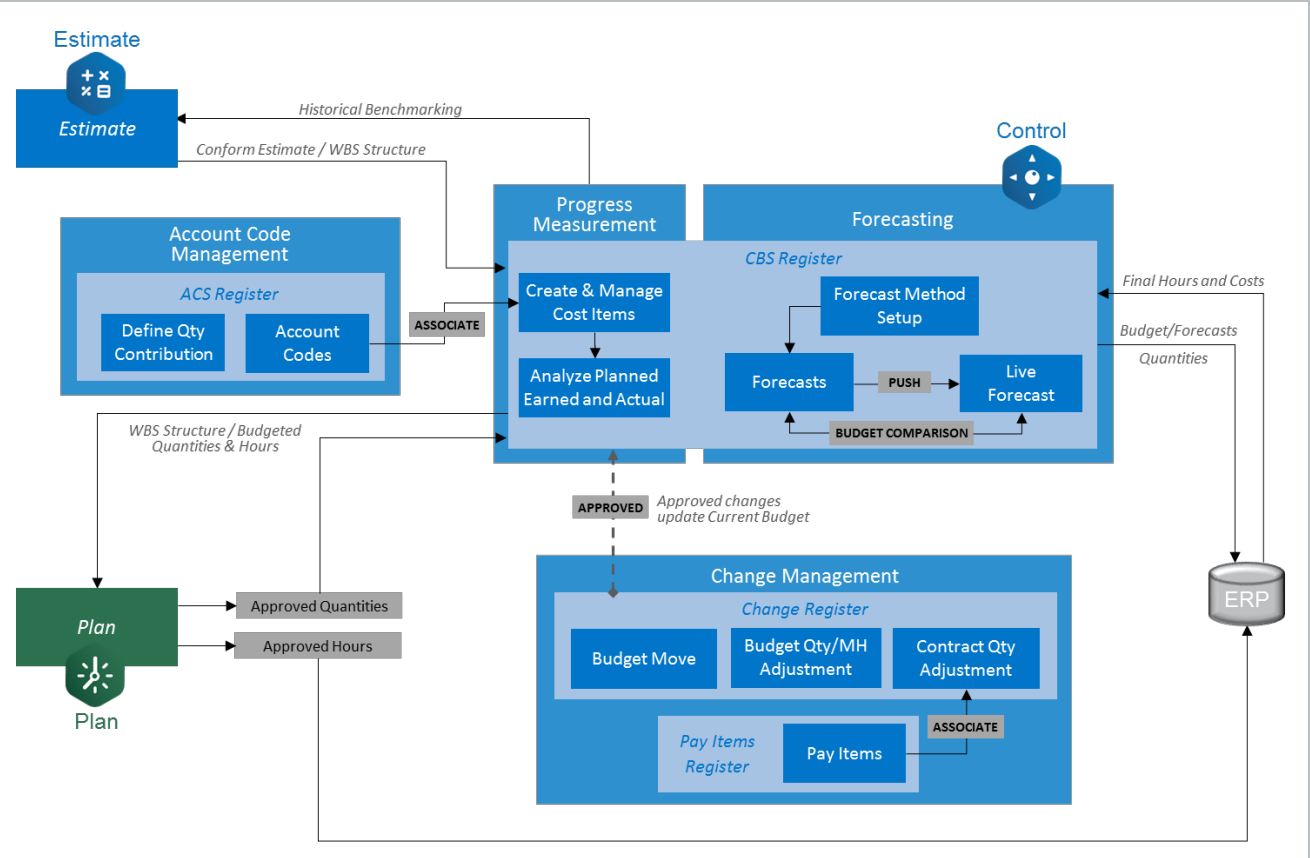 Estimate
Estimate
Historical Benchmarking
Conform Estimate / WBS Structure
Control
Progress
Measurement
Forecasting
Account Code
Management
ACS Register
Define Qty
Contribution
Account
Codes
ASSOCIATE
CBS Register
Create & Manage
Cost Items
Analyze Planned
Earned and Actual
Forecast Method
Setup
Forecasts
PUSH
Live
Forecast
BUDGET COMPARISON
Final Hours and Costs
Budget/Forecasts
Quantities
WBS Structure / Budgeted
Quantities & Hours
APPROVED
Approved changes
update Current Budget
Plan
Plan
Approved Quantities
Approved Hours
ERP
Change Management
Change Register
Budget Move
Budget Qty/MH
Adjustment
Contract Qty
Adjustment
ASSOCIATE
Pay Items
Register
Pay Items